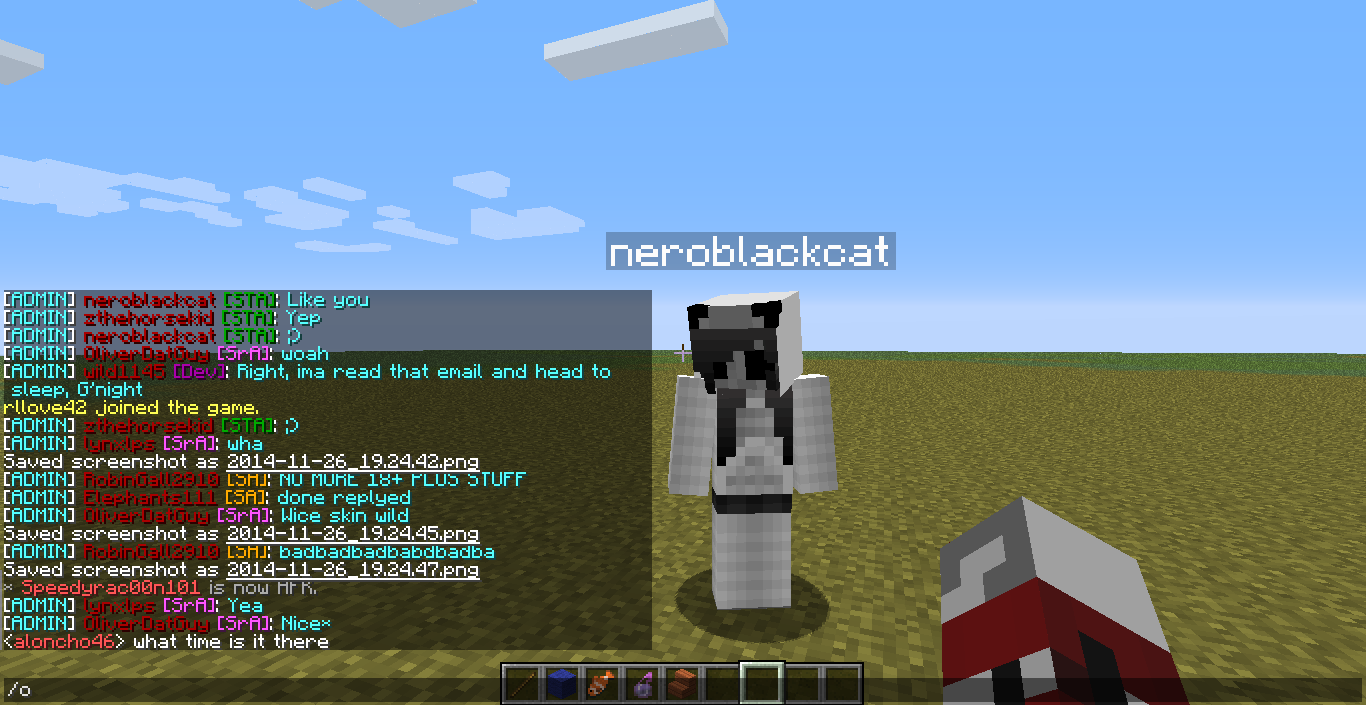 neroblackcat
[ADMIN] neroblackcat [STA]: Like you
[ADMIN] zthehorsekid [STA]: Yep
[ADMIN] neroblackcat [STA]: ;)
[ADMIN] OliverDatGuy [SrA]: woah
[ADMIN] wild1145 [Dev]: Right, ima read that email and head to
sleep, G'night
rllove42 joined the game.
[ADMIN] zthehorsekid [STA]: ;)
[ADMIN] lynxlps [SrA]: wha
Saved screenshot as 2014-11-26_19.24.42.png
[ADMIN] RobinGall2910 [SA]: NO MORE 18+ PLUS STUFF
[ADMIN] Elephants111 [SA]: done replyed
[ADMIN] OliverDatGuy [SrA]: Wice skin wild
Saved screenshot as 2014-11-26_19.24.45.png
[ADMIN] RobinGall2910 [SA]: badbadbadbabdbadba
Saved screenshot as 2014-11-26_19.24.47.png
* Speedyrac00n101 is now AFK.
[ADMIN] lynxlps [SrA]: Yea
[ADMIN] OliverDatGuy [SrA]: Nice*
<aloncho46> what time is it there
/o